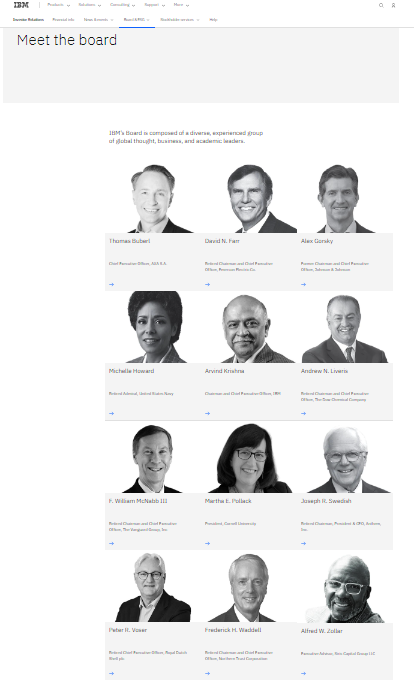 IBM
Products
Solutions
Consulting
Support
More
Investor Relations
Financial info
News & events
Board & ESG
Stockholder services
Help
Meet the board
IBM's Board is composed of a diverse, experienced group
of global thought, business, and academic leaders.
Thomas Buberl
David N. Farr
Alex Gorsky
Chief Executive Officer, AXA S.A.
Retired Chairman and Chief Executive
Officer, Emerson Electric Co.
Former Chairman and Chief Executive
Officer, Johnson & Johnson
Michelle Howard
Arvind Krishna
Andrew N. Liveris
Retired Admiral, United States Navy
Chairman and Chief Executive Officer, IBM
Retired Chairman and Chief Executive
Officer, The Dow Chemical Company
F. William McNabb III
Martha E. Pollack
Joseph R. Swedish
Retired Chairman and Chief Executive
Officer, The Vanguard Group, Inc.
President, Cornell University
Retired Chairman, President & CEO, Anthem,
Inc.
Peter R. Voser
Frederick H. Waddell
Alfred W. Zollar
Retired Chief Executive Officer, Royal Dutch
Shell plc
Retired Chairman and Chief Executive
Officer, Northern Trust Corporation
Executive Advisor, Siris Capital Group LLC